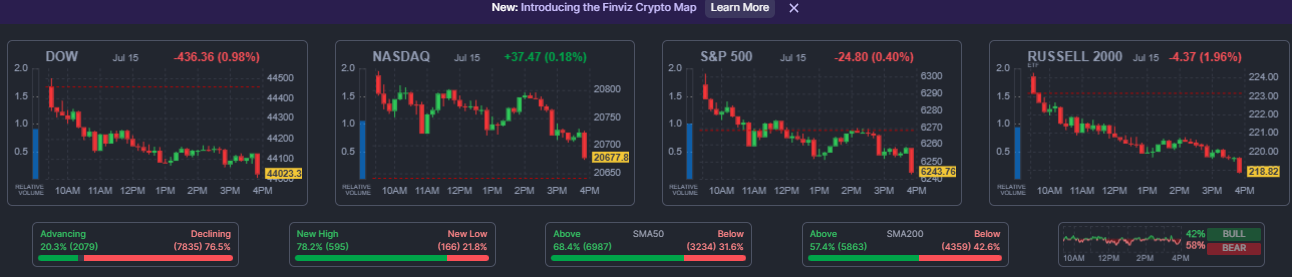 New: Introducing the Finviz Crypto Map Learn More ×
DOW Jul 15 -436.36 (0.98%)
2.0
1.5
1.0
0.5
44500
44400
44300
44200
44100
44000
44023.3
RELATIVE
VOLUME
10AM 11AM 12PM 1PM 2PM 3PM 4PM
NASDAQ Jul 15 +37.47 (0.18%)
2.0
1.5
1.0
0.5
20800
20750
20700
20650
20677.8
RELATIVE
VOLUME
10AM 11AM 12PM 1PM 2PM 3PM 4PM
S&P 500 Jul 15 -24.80 (0.40%)
2.0
1.5
1.0
0.5
6300
6290
6280
6270
6260
6250
6240
6243.76
RELATIVE
VOLUME
10AM 11AM 12PM 1PM 2PM 3PM 4PM
RUSSELL 2000 Jul 15 -4.37 (1.96%)
ETF
2.0
1.5
1.0
0.5
224.00
223.00
222.00
221.00
220.00
218.82
RELATIVE
VOLUME
10AM 11AM 12PM 1PM 2PM 3PM 4PM
Advancing Declining
20.3% (2079) (7835) 76.5%
New High New Low
78.2% (595) (166) 21.8%
Above SMA50 Below
68.4% (6987) (3234) 31.6%
Above SMA200 Below
57.4% (5863) (4359) 42.6%
42% BULL
58% BEAR
10AM 12PM 2PM 4PM